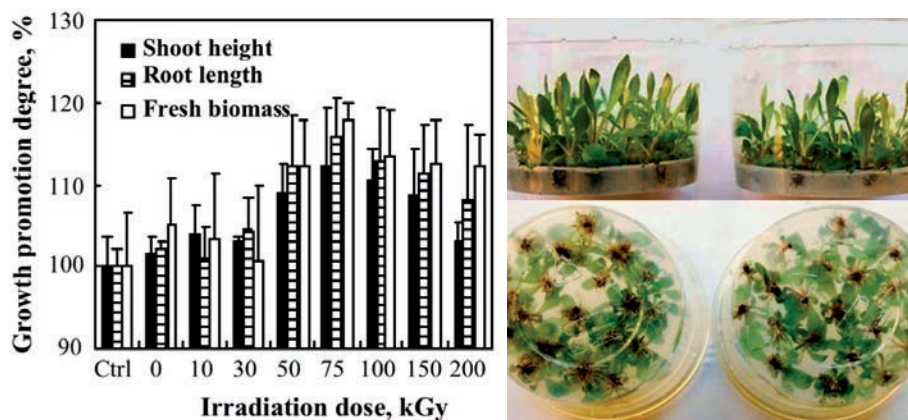 Growth promotion degree, %
130
120
110
100
90
Shoot height
Root length
Fresh biomass
Ctrl 0 10 30 50 75 100 150 200
Irradiation dose, kGy